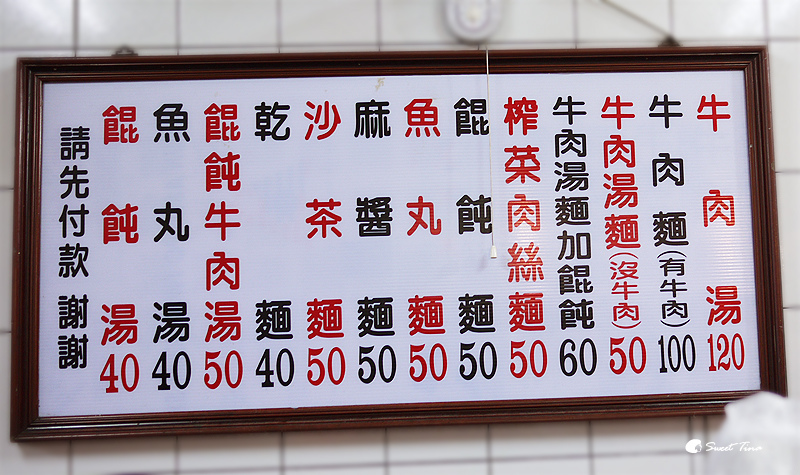 牛肉湯120
牛肉麵(有牛肉)100
牛肉湯麵(沒牛肉)50
牛肉湯麵加餛飩60
榨菜肉絲麵50
餛飩麵50
魚丸麵50
麻醬麵50
沙茶麵50
乾麵40
餛飩牛肉湯50
魚丸湯40
餛飩湯40
請先付款 謝謝
Sweet Tina